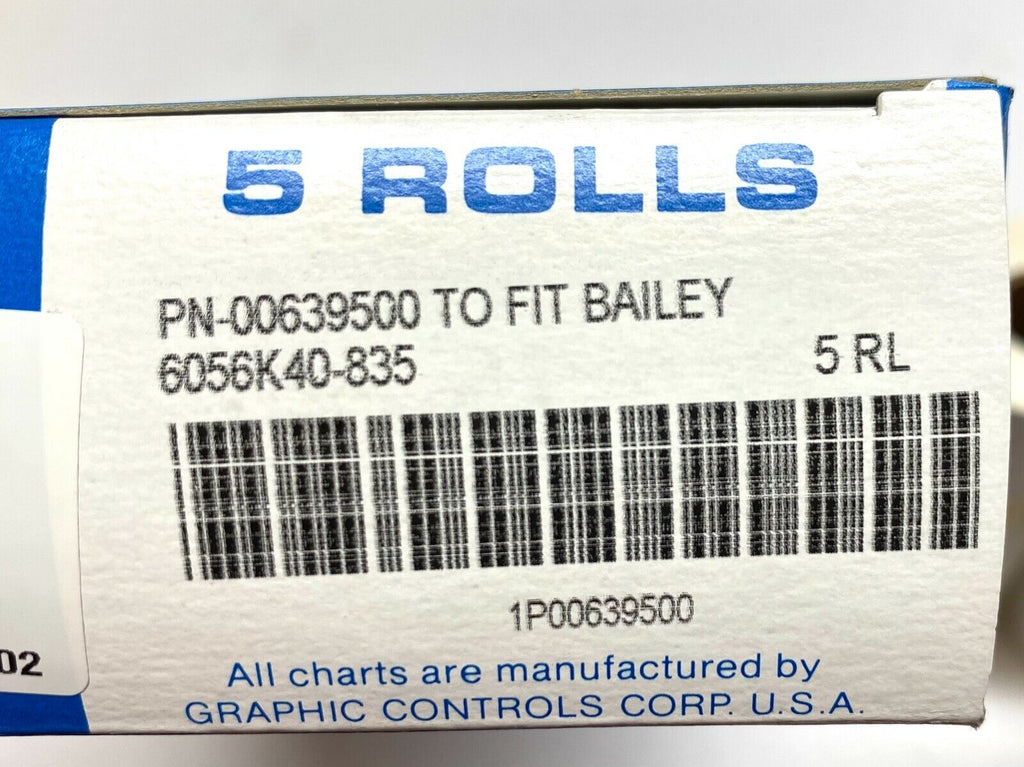 5 ROLLS
PN-00639500 TO FIT BAILEY
6056K40-835
5 RL
1P00639500
All charts are manufactured by
GRAPHIC CONTROLS CORP. U.S.A.
02